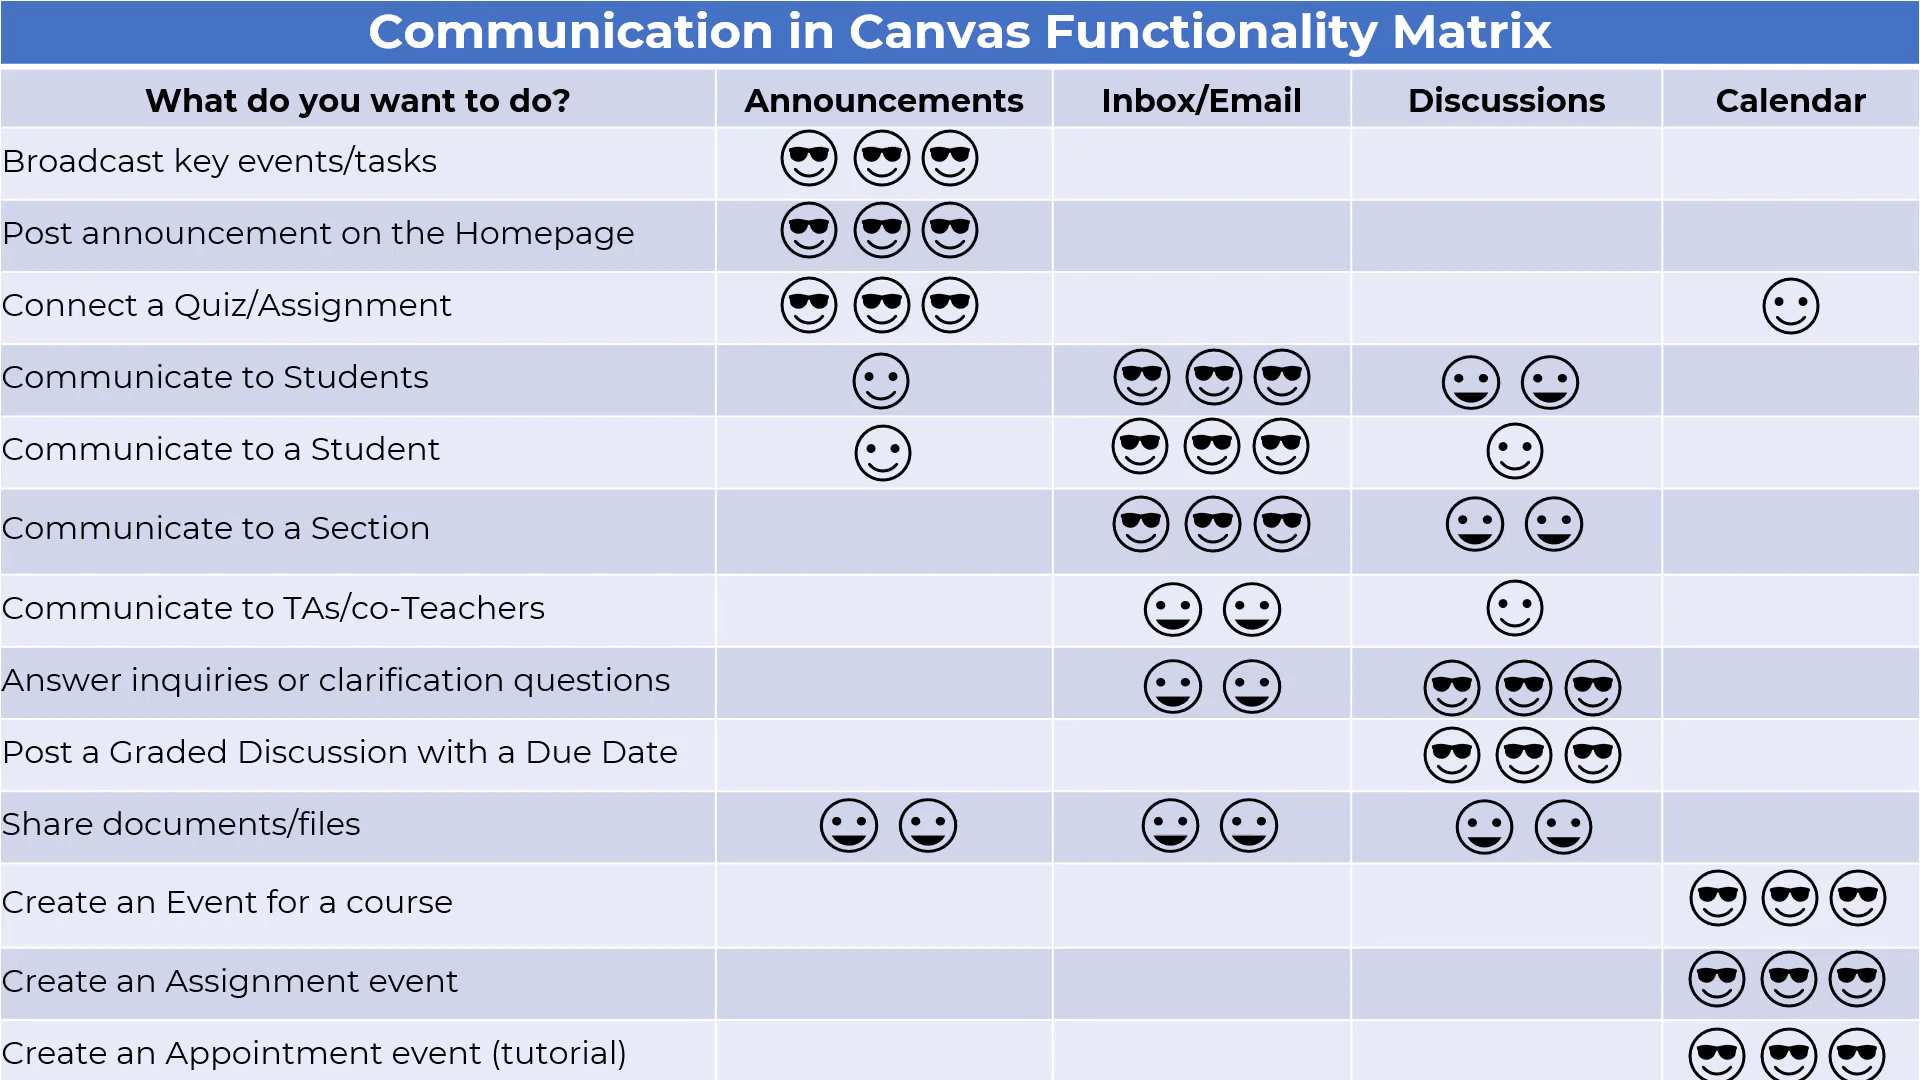 Communication in Canvas Functionality Matrix
What do you want to do? Announcements Inbox/Email Discussions Calendar
Broadcast key events/tasks
Post announcement on the Homepage
Connect a Quiz/Assignment
Communicate to Students
Communicate to a Student
Communicate to a Section
Communicate to TAs/co-Teachers
Answer inquiries or clarification questions
Post a Graded Discussion with a Due Date
Share documents/files
Create an Event for a course
Create an Assignment event
Create an Appointment event (tutorial)